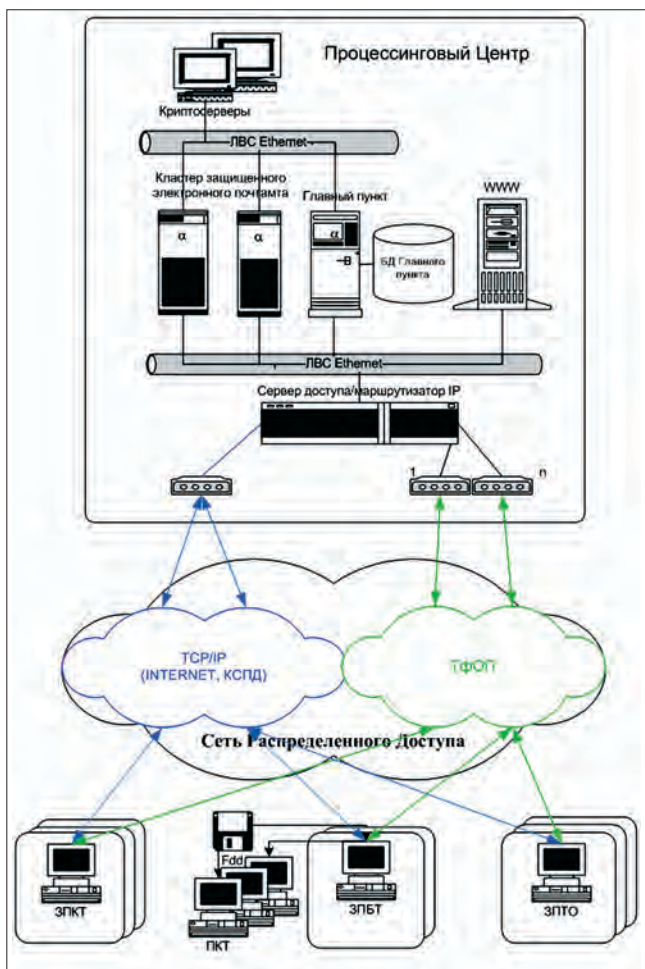 Процессинговый Центр
Криптосерверы
ЛВС Ethernet
Кластер защищенного
электронного почтамта
Главный пункт
WWW
α
α
α
БД Главного
пункта
ЛВС Ethernet
Сервер доступа/маршрутизатор IP
1
n
TCP/IP
(INTERNET, КСПД)
ТфОП
Сеть Распределенного Доступа
Fdd
ЗПКТ
ПКТ
ЗПБТ
ЗПТО